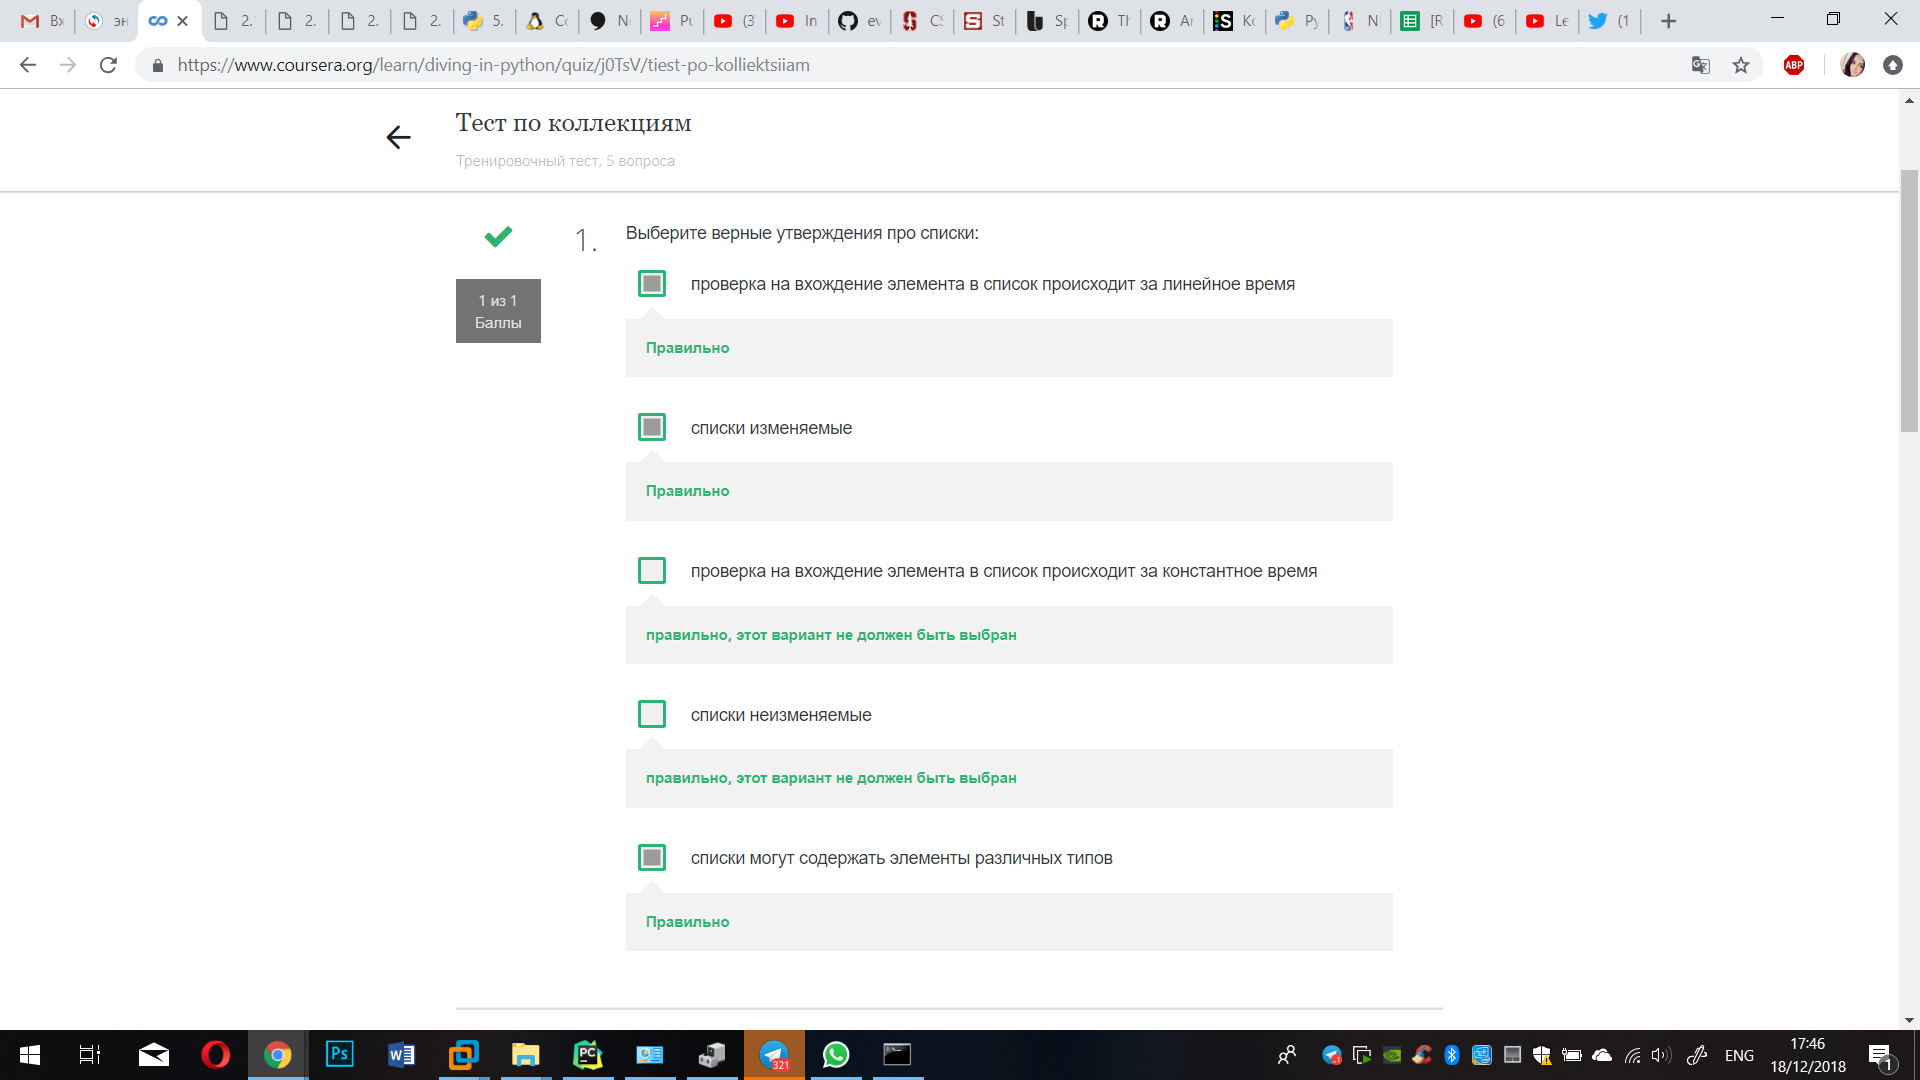 Вх
эн
2.
2.
2.
2.
5.
Cc
Pu
(3
In
ev
St
Sp
Th
Ar
Kc
Py
(6
Le
(1
https://www.coursera.org/learn/diving-in-python/quiz/j0TsV/tiest-po-kolliektsiiam
ABP
Тест по коллекциям
Тренировочный тест, 5 вопроса
1 из 1
Баллы
1.
Выберите верные утверждения про списки:
проверка на вхождение элемента в список происходит за линейное время
Правильно
списки изменяемые
Правильно
проверка на вхождение элемента в список происходит за константное время
правильно, этот вариант не должен быть выбран
списки неизменяемые
правильно, этот вариант не должен быть выбран
списки могут содержать элементы различных типов
Правильно
Ps
PC
321
ENG
17:46
18/12/2018
1